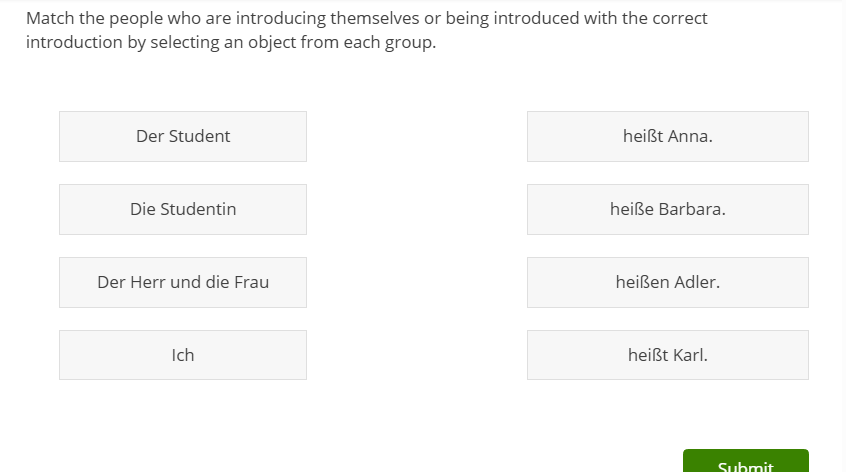 Match the people who are introducing themselves or being introduced with the correct
introduction by selecting an object from each group.
Der Student
heißt Anna.
Die Studentin
heiße Barbara.
Der Herr und die Frau
heißen Adler.
Ich
heißt Karl.
Submit